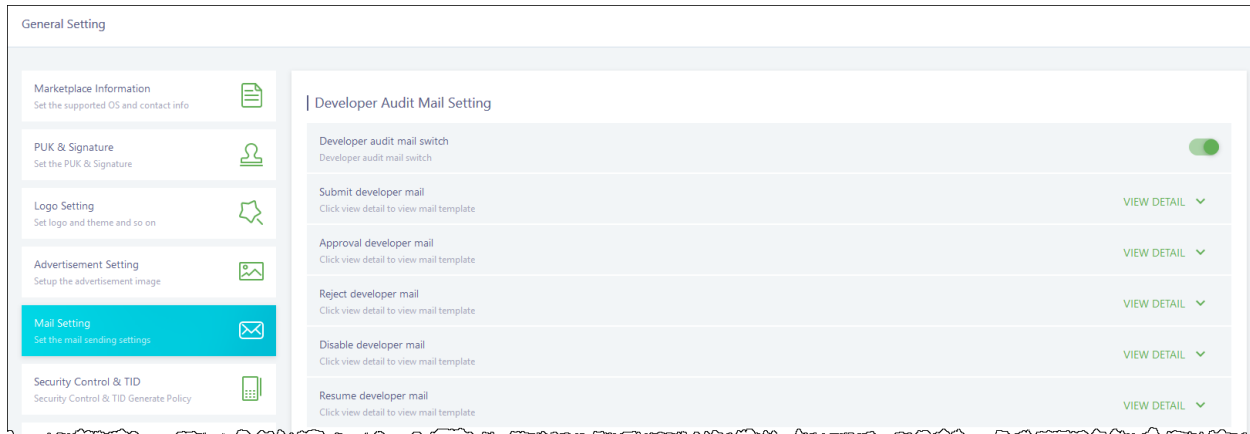 General Setting
Marketplace Information
Set the supported OS and contact info
PUK & Signature
Set the PUK & Signature
Logo Setting
Set logo and theme and so on
Advertisement Setting
Setup the advertisement image
Mail Setting
Set the mail sending settings
Security Control & TID
Security Control & TID Generate Policy
Developer Audit Mail Setting
Developer audit mail switch
Developer audit mail switch
Submit developer mail
Click view detail to view mail template
VIEW DETAIL
Approval developer mail
Click view detail to view mail template
VIEW DETAIL
Reject developer mail
Click view detail to view mail template
VIEW DETAIL
Disable developer mail
Click view detail to view mail template
VIEW DETAIL
Resume developer mail
Click view detail to view mail template
VIEW DETAIL